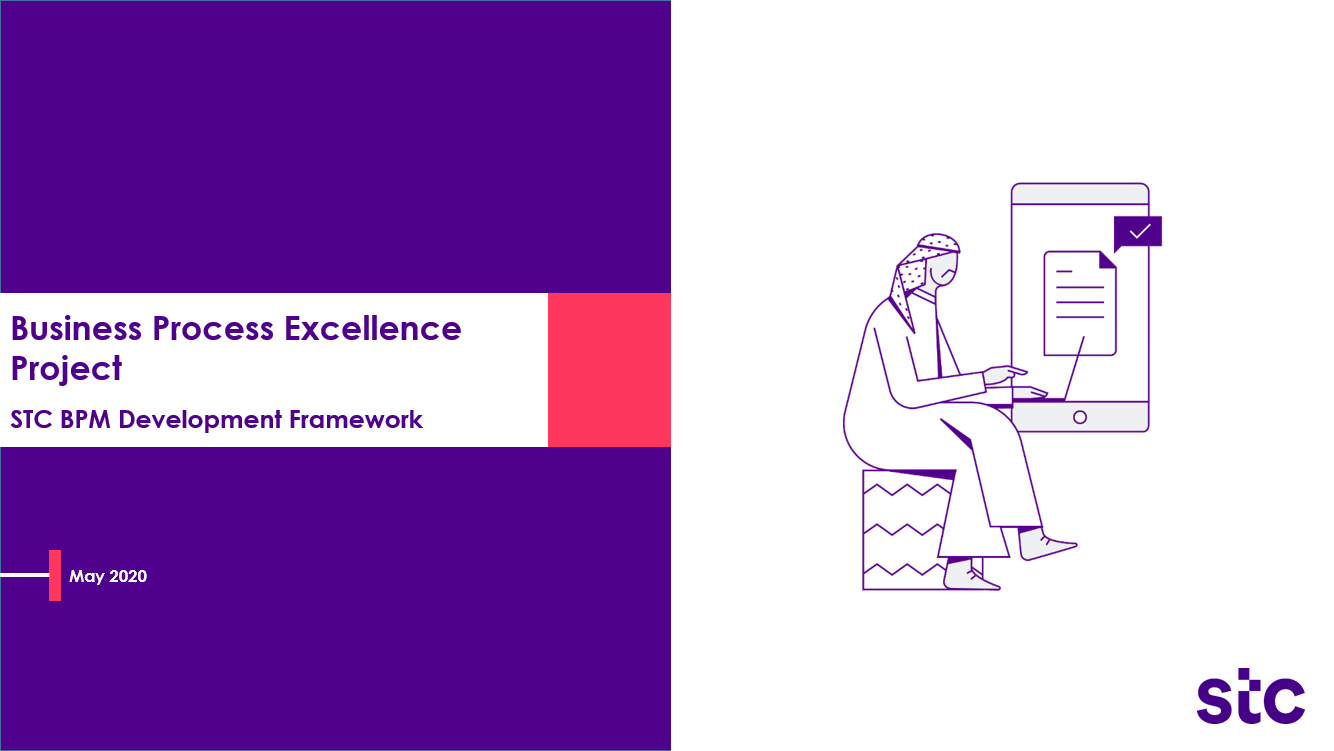 Business Process Excellence
Project
STC BPM Development Framework
May 2020
stc